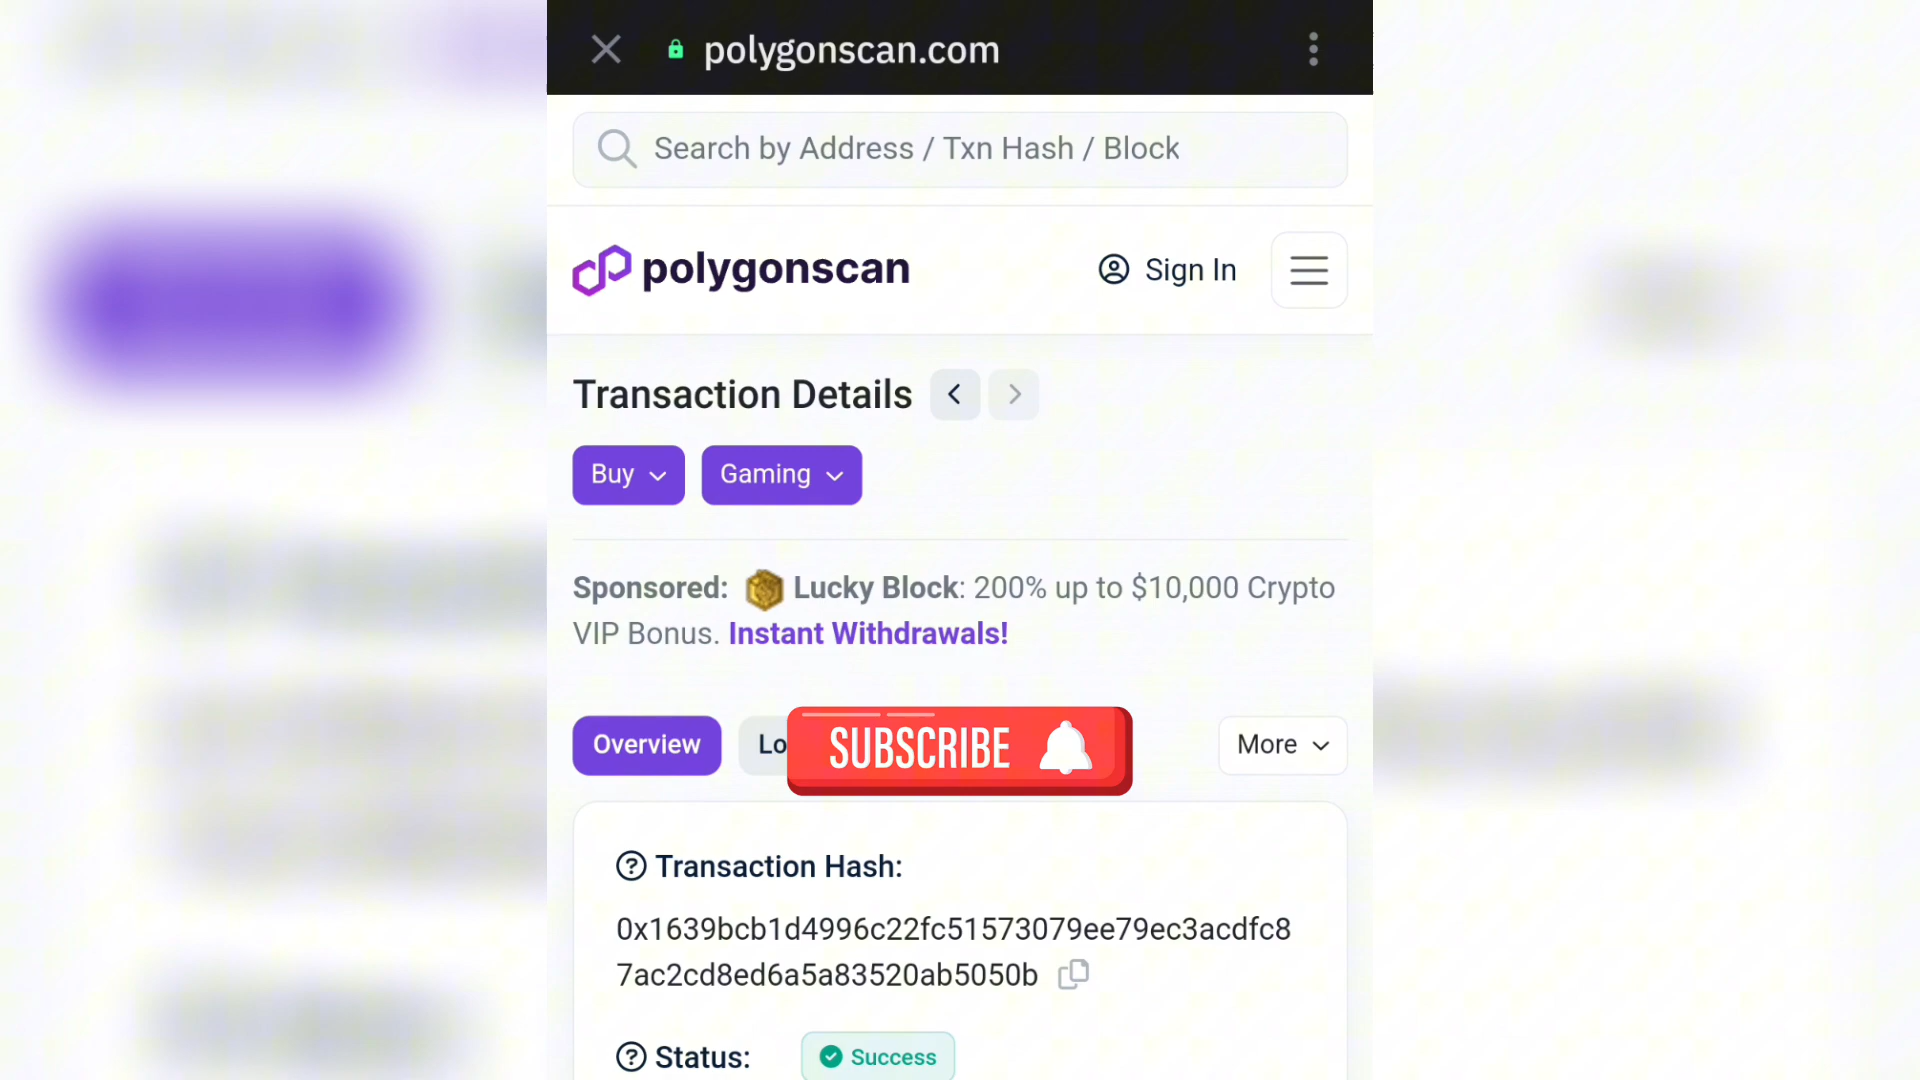 polygonscan.com
Search by Address / Txn Hash / Block
polygonscan
Sign In
Transaction Details
Buy
Gaming
Sponsored: Lucky Block: 200% up to $10,000 Crypto
VIP Bonus. Instant Withdrawals!
Overview
Lo
SUBSCRIBE
More
Transaction Hash:
0x1639bcb1d4996c22fc51573079ee79ec3acdfc8
7ac2cd8ed6a5a83520ab5050b
Status:
Success